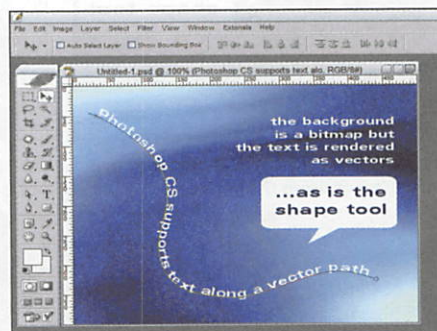 File Edit Image Layer Select Filter View Window Extensis Help
Auto Select Layer Show Bounding Box
Untitled-1.psd @ 100% (Photoshop CS supports text alo, RGB/8#)
Photoshop CS supports text along a vector path
the background
is a bitmap but
the text is rendered
as vectors
...as is the
shape tool